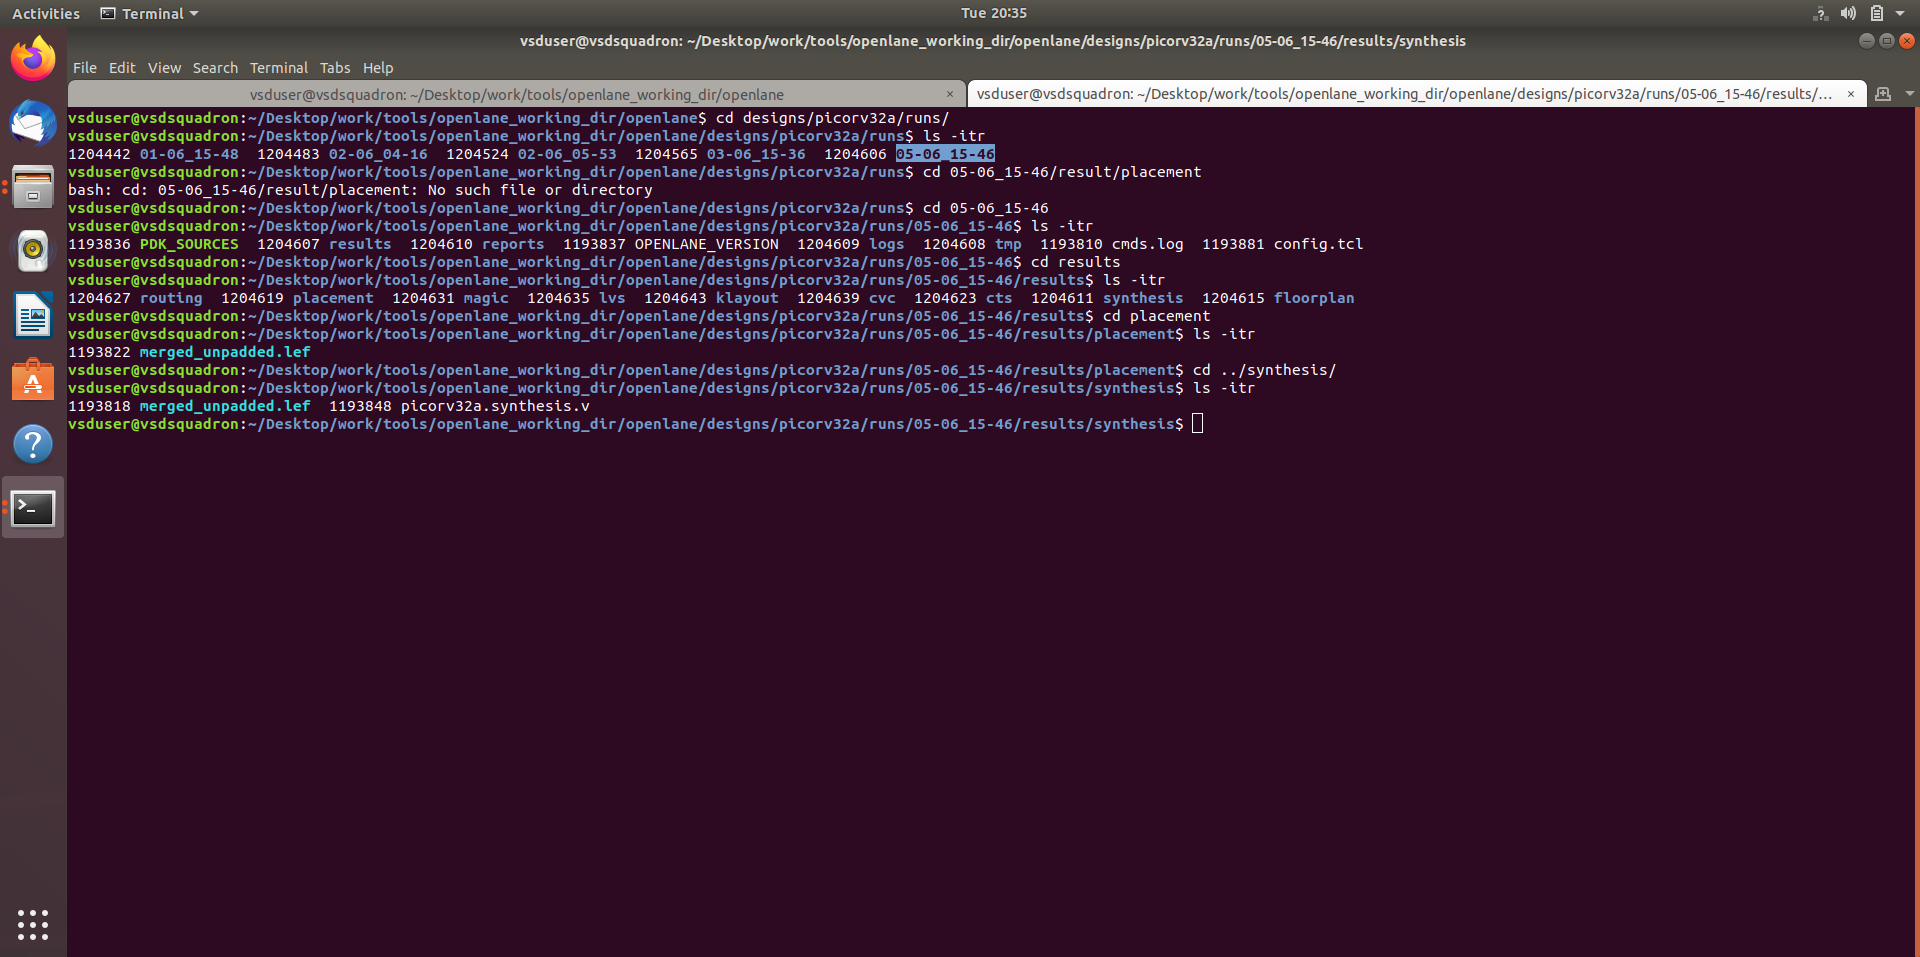 Activities Terminal Tue 20:35
vsduser@vsdsquadron: ~/Desktop/work/tools/openlane_working_dir/openlane/designs/picorv32a/runs/05-06_15-46/results/synthesis
File Edit View Search Terminal Tabs Help
vsduser@vsdsquadron: ~/Desktop/work/tools/openlane_working_dir/openlane × vsduser@vsdsquadron: ~/Desktop/work/tools/openlane_working_dir/openlane/designs/picorv32a/runs/05-06_15-46/results/... ×
vsduser@vsdsquadron:~/Desktop/work/tools/openlane_working_dir/openlane$ cd designs/picorv32a/runs/
vsduser@vsdsquadron:~/Desktop/work/tools/openlane_working_dir/openlane/designs/picorv32a/runs$ ls -itr
1204442 01-06_15-48  1204483 02-06_04-16  1204524 02-06_05-53  1204565 03-06_15-36  1204606 05-06_15-46
vsduser@vsdsquadron:~/Desktop/work/tools/openlane_working_dir/openlane/designs/picorv32a/runs$ cd 05-06_15-46/result/placement
bash: cd: 05-06_15-46/result/placement: No such file or directory
vsduser@vsdsquadron:~/Desktop/work/tools/openlane_working_dir/openlane/designs/picorv32a/runs$ cd 05-06_15-46
vsduser@vsdsquadron:~/Desktop/work/tools/openlane_working_dir/openlane/designs/picorv32a/runs/05-06_15-46$ ls -itr
1193836 PDK_SOURCES  1204607 results  1204610 reports  1193837 OPENLANE_VERSION  1204609 logs  1204608 tmp  1193810 cmds.log  1193881 config.tcl
vsduser@vsdsquadron:~/Desktop/work/tools/openlane_working_dir/openlane/designs/picorv32a/runs/05-06_15-46$ cd results
vsduser@vsdsquadron:~/Desktop/work/tools/openlane_working_dir/openlane/designs/picorv32a/runs/05-06_15-46/results$ ls -itr
1204627 routing  1204619 placement  1204631 magic  1204635 lvs  1204643 klayout  1204639 cvc  1204623 cts  1204611 synthesis  1204615 floorplan
vsduser@vsdsquadron:~/Desktop/work/tools/openlane_working_dir/openlane/designs/picorv32a/runs/05-06_15-46/results$ cd placement
vsduser@vsdsquadron:~/Desktop/work/tools/openlane_working_dir/openlane/designs/picorv32a/runs/05-06_15-46/results/placement$ ls -itr
1193822 merged_unpadded.lef
vsduser@vsdsquadron:~/Desktop/work/tools/openlane_working_dir/openlane/designs/picorv32a/runs/05-06_15-46/results/placement$ cd ../synthesis/
vsduser@vsdsquadron:~/Desktop/work/tools/openlane_working_dir/openlane/designs/picorv32a/runs/05-06_15-46/results/synthesis$ ls -itr
1193818 merged_unpadded.lef  1193848 picorv32a.synthesis.v
vsduser@vsdsquadron:~/Desktop/work/tools/openlane_working_dir/openlane/designs/picorv32a/runs/05-06_15-46/results/synthesis$